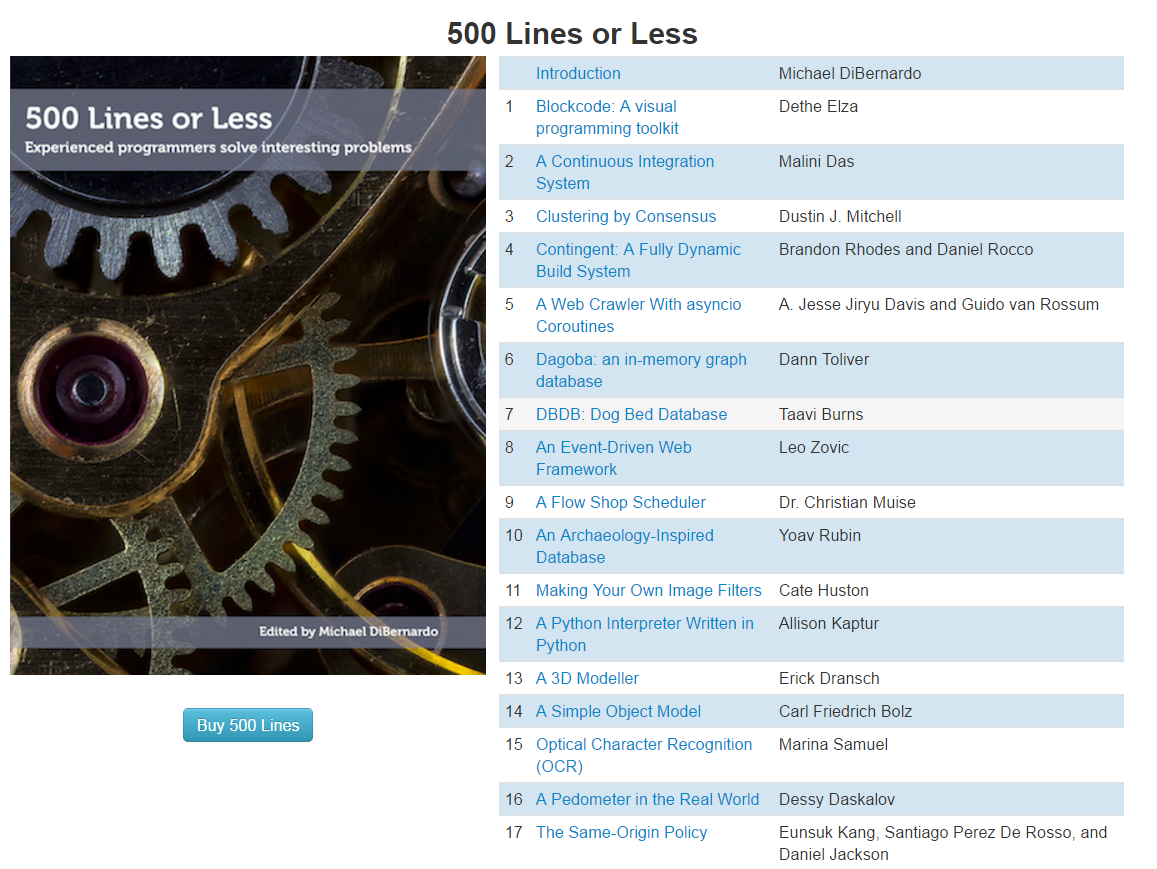 500 Lines or Less
500 Lines or Less
Experienced programmers solve interesting problems
Edited by Michael DiBernardo
Buy 500 Lines
Introduction Michael DiBernardo
1 Blockcode: A visual Dethe Elza
programming toolkit
2 A Continuous Integration Malini Das
System
3 Clustering by Consensus Dustin J. Mitchell
4 Contingent: A Fully Dynamic Brandon Rhodes and Daniel Rocco
Build System
5 A Web Crawler With asyncio A. Jesse Jiryu Davis and Guido van Rossum
Coroutines
6 Dagoba: an in-memory graph Dann Toliver
database
7 DBDB: Dog Bed Database Taavi Burns
8 An Event-Driven Web Leo Zovic
Framework
9 A Flow Shop Scheduler Dr. Christian Muise
10 An Archaeology-Inspired Yoav Rubin
Database
11 Making Your Own Image Filters Cate Huston
12 A Python Interpreter Written in Allison Kaptur
Python
13 A 3D Modeller Erick Dransch
14 A Simple Object Model Carl Friedrich Bolz
15 Optical Character Recognition Marina Samuel
(OCR)
16 A Pedometer in the Real World Dessy Daskalov
17 The Same-Origin Policy Eunsuk Kang, Santiago Perez De Rosso, and
Daniel Jackson